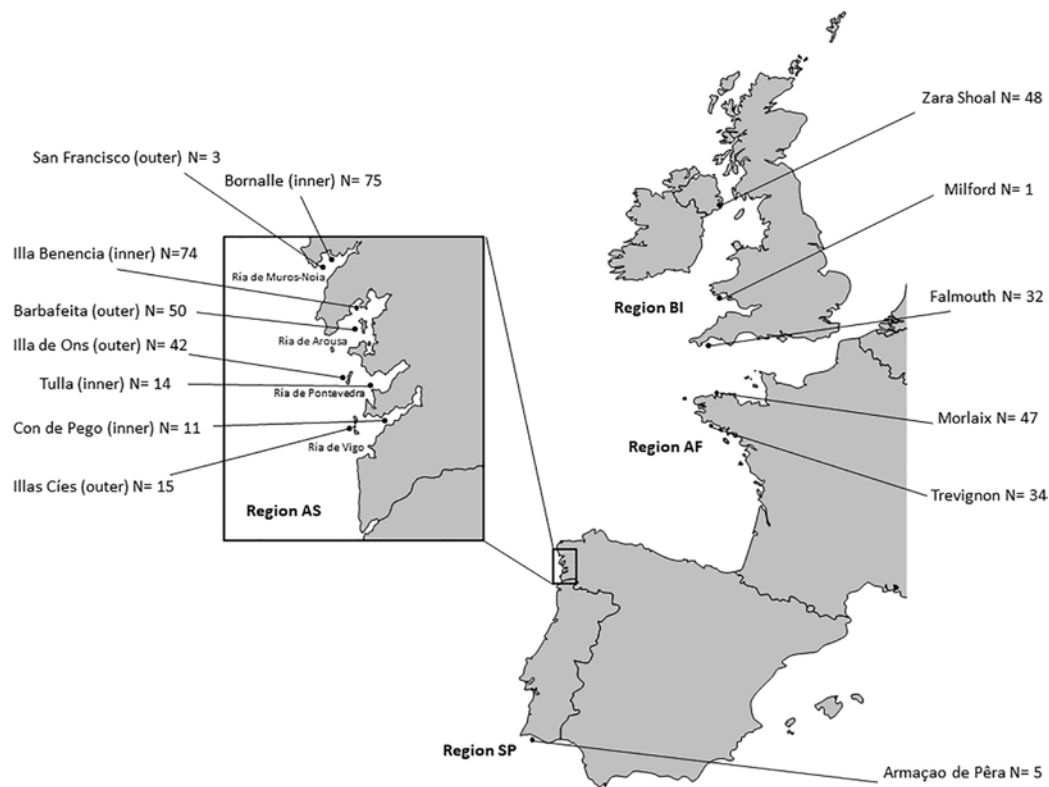 Zara Shoal N= 48
San Francisco (outer) N= 3
Bornalle (inner) N= 75
Milford N= 1
Illa Benencia (inner) N=74
Ría de Muros-Noia
Falmouth N= 32
Region BI
Barbafeita (outer) N= 50
Ría de Arousa
Illa de Ons (outer) N= 42
Tulla (inner) N= 14
Ría de Pontevedra
Con de Pego (inner) N= 11
Morlaix N= 47
Ría de Vigo
Region AF
Illas Cíes (outer) N= 15
Trevignon N= 34
Region AS
Region SP
Armaçao de Pêra N= 5